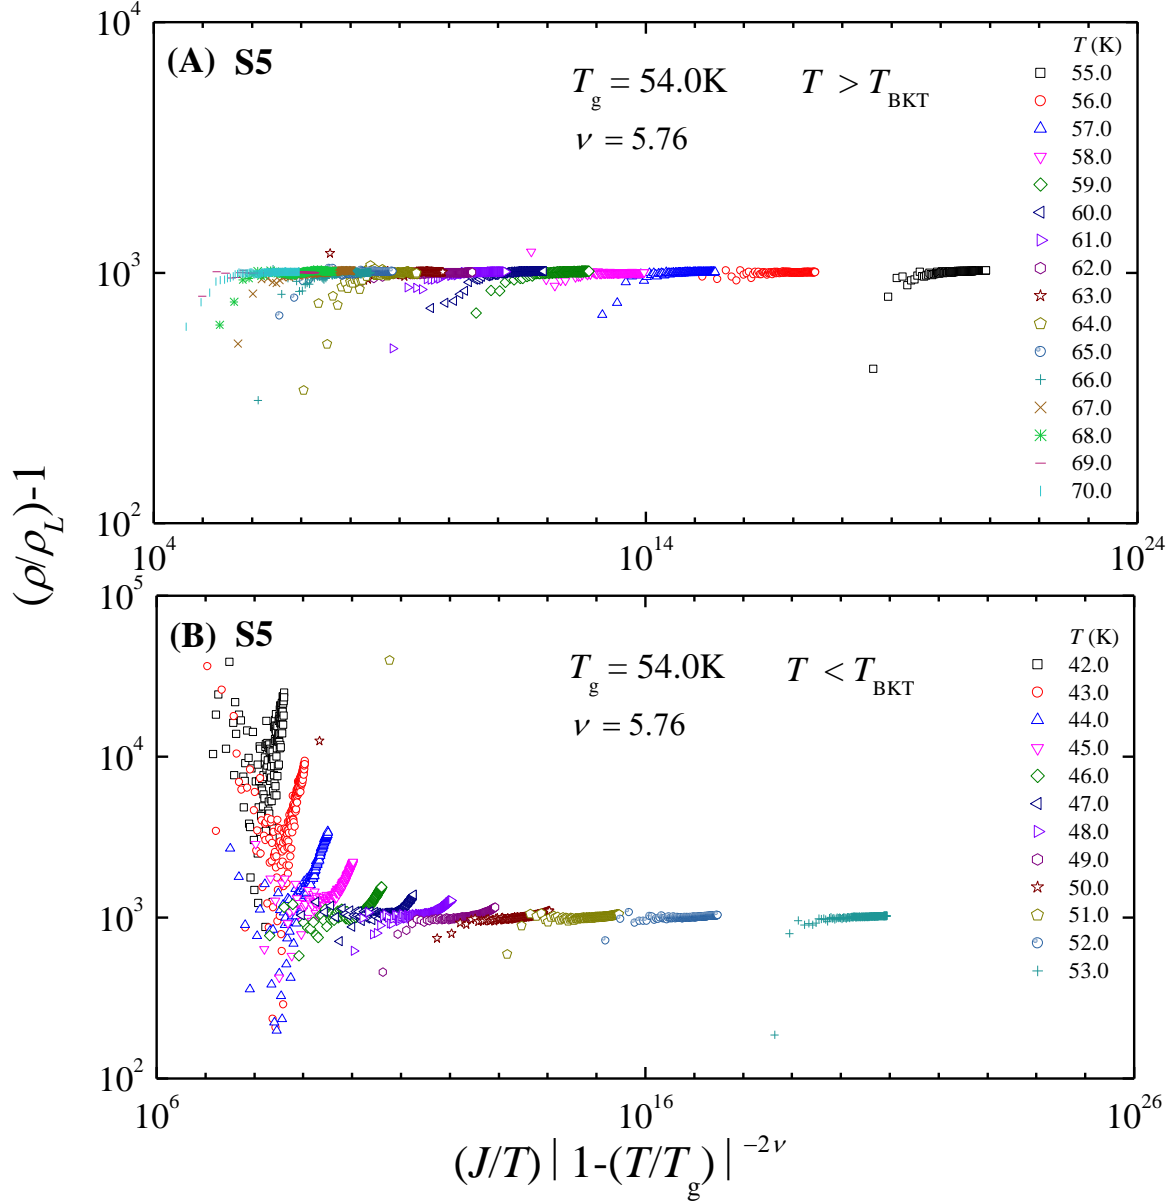 10^4
(A) S5
T_g = 54.0K T > T_BKT
ν = 5.76
T (K)
55.0
56.0
57.0
58.0
59.0
60.0
61.0
62.0
63.0
64.0
65.0
66.0
67.0
68.0
69.0
70.0
10^3
10^2
10^4 10^14 10^24
(ρ/ρ_L)-1
10^5
(B) S5
T_g = 54.0K T < T_BKT
ν = 5.76
T (K)
42.0
43.0
44.0
45.0
46.0
47.0
48.0
49.0
50.0
51.0
52.0
53.0
10^4
10^3
10^2
10^6 10^16 10^26
(J/T) | 1-(T/T_g) | ^-2ν